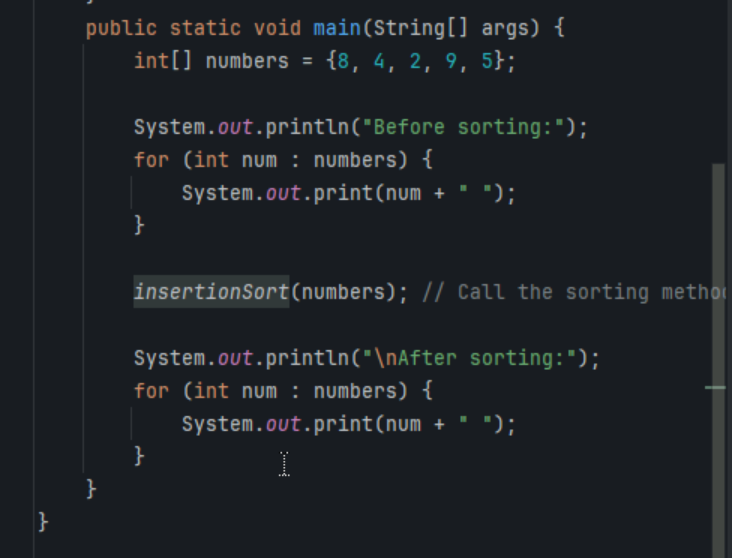 }
public static void main(String[] args) {
int[] numbers = {8, 4, 2, 9, 5};
System.out.println("Before sorting:");
for (int num : numbers) {
System.out.print(num + " ");
}
insertionSort(numbers); // Call the sorting method
System.out.println("\nAfter sorting:");
for (int num : numbers) {
System.out.print(num + " ");
}
}
}